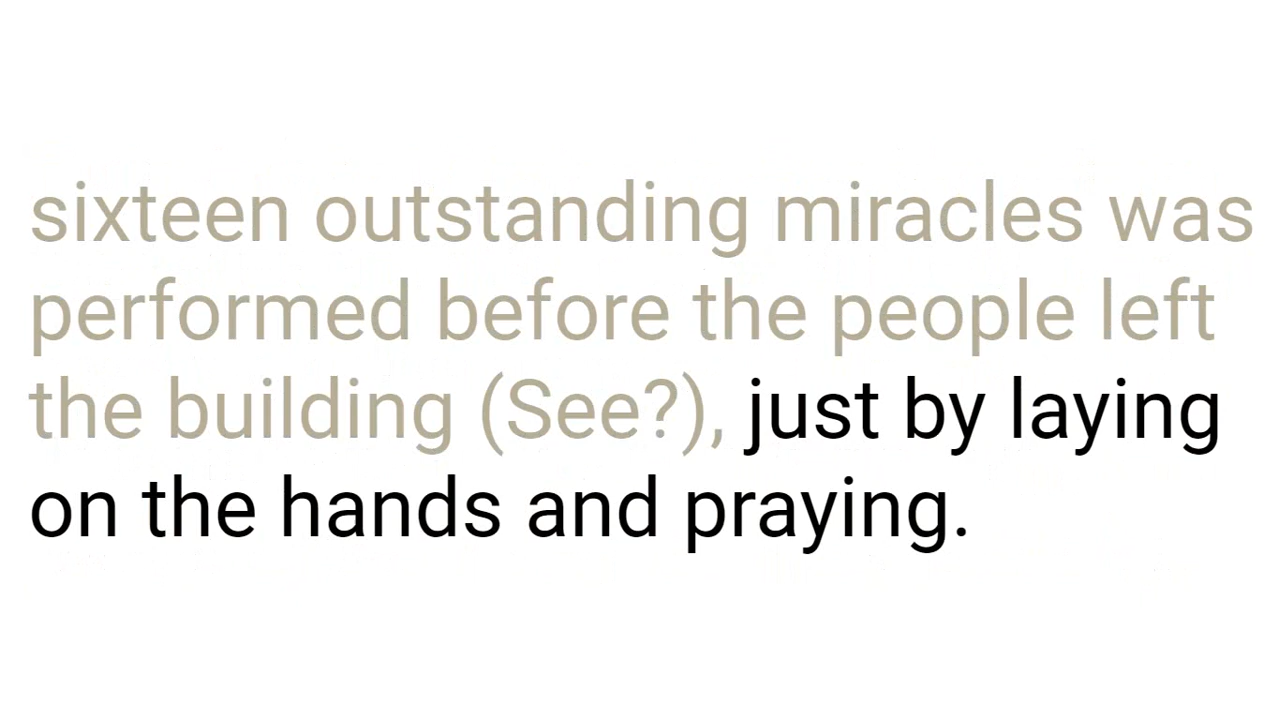 sixteen outstanding miracles was
performed before the people left
the building (See?), just by laying
on the hands and praying.